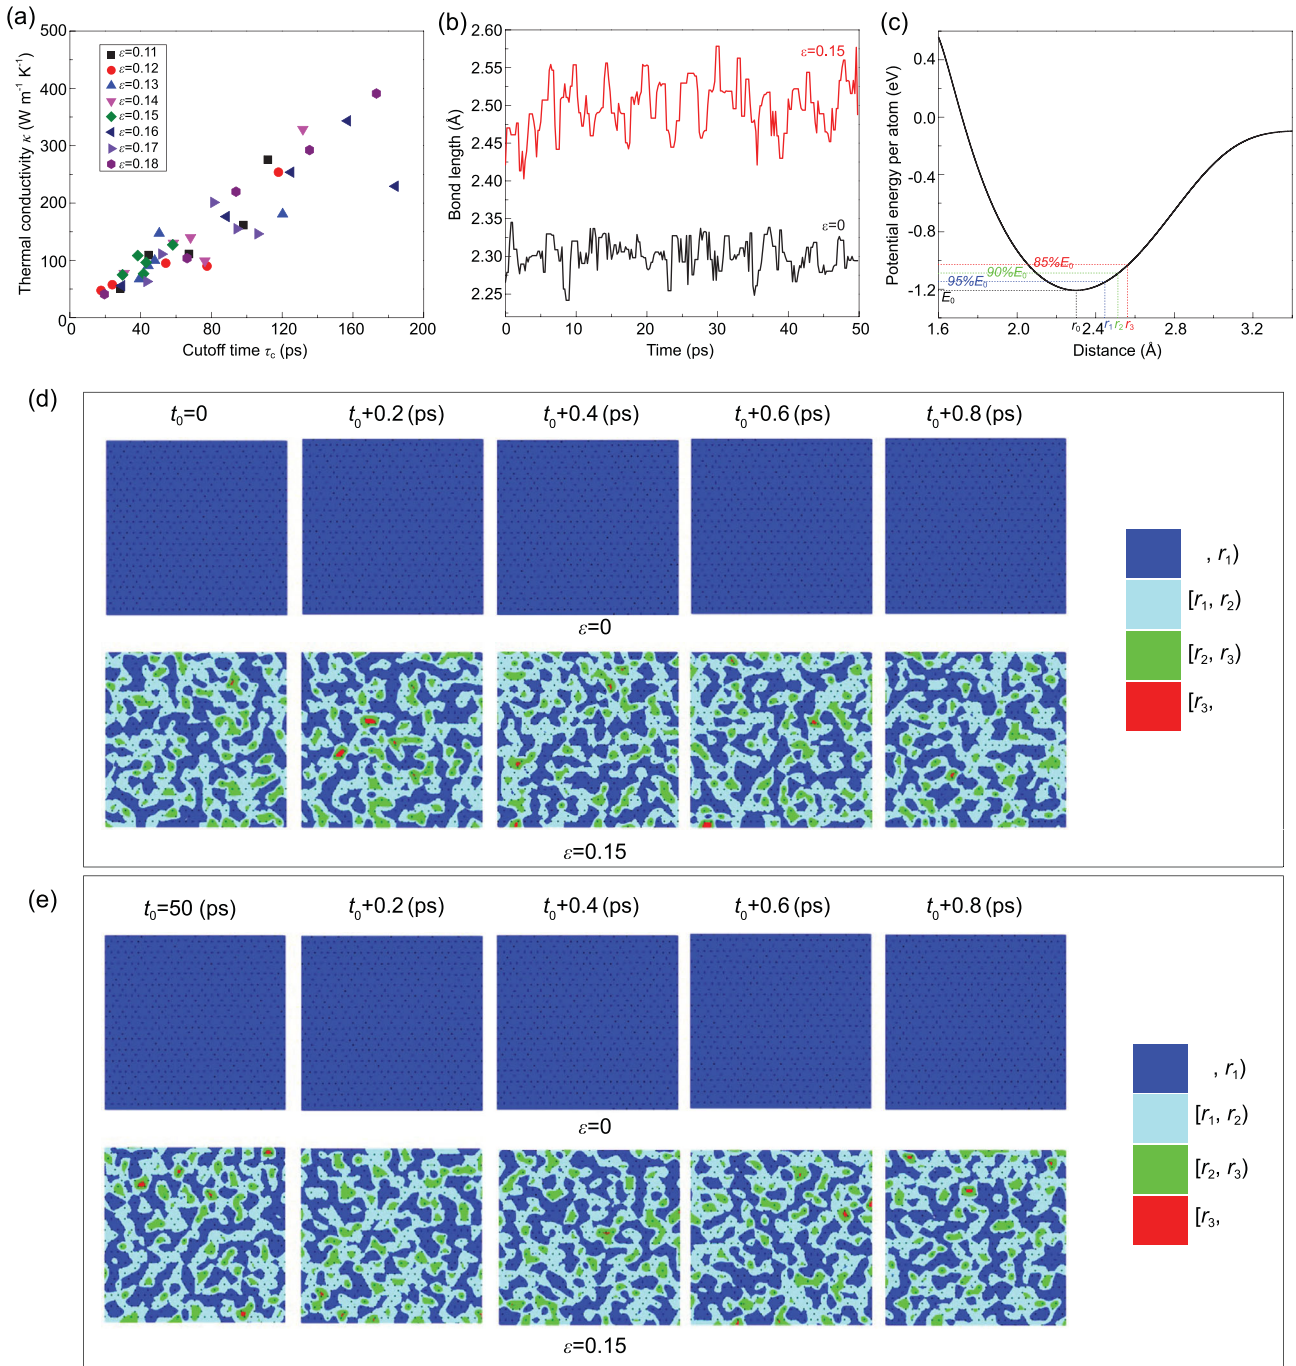 (a)
500
400
300
250
200
150
100
50
0
0
40
80
120
160
200
Thermal conductivity κ (W m⁻¹ K⁻¹)
Cutoff time τc (ps)
ε=0.11
ε=0.12
ε=0.13
ε=0.14
ε=0.15
ε=0.16
ε=0.17
ε=0.18
(b)
2.60
2.55
2.50
2.45
2.40
2.35
2.30
2.25
0
10
20
30
40
50
Bond length (Å)
Time (ps)
ε=0.15
ε=0
(c)
0.4
0.0
-0.4
-0.8
-1.2
1.6
2.0
2.4
2.8
3.2
Potential energy per atom (eV)
Distance (Å)
85%E₀
90%E₀
95%E₀
E₀
r₀
r₁
r₂
r₃
(d)
t₀=0
t₀+0.2 (ps)
t₀+0.4 (ps)
t₀+0.6 (ps)
t₀+0.8 (ps)
ε=0
ε=0.15
, r₁)
[r₁, r₂)
[r₂, r₃)
[r₃,
(e)
t₀=50 (ps)
t₀+0.2 (ps)
t₀+0.4 (ps)
t₀+0.6 (ps)
t₀+0.8 (ps)
ε=0
ε=0.15
, r₁)
[r₁, r₂)
[r₂, r₃)
[r₃,